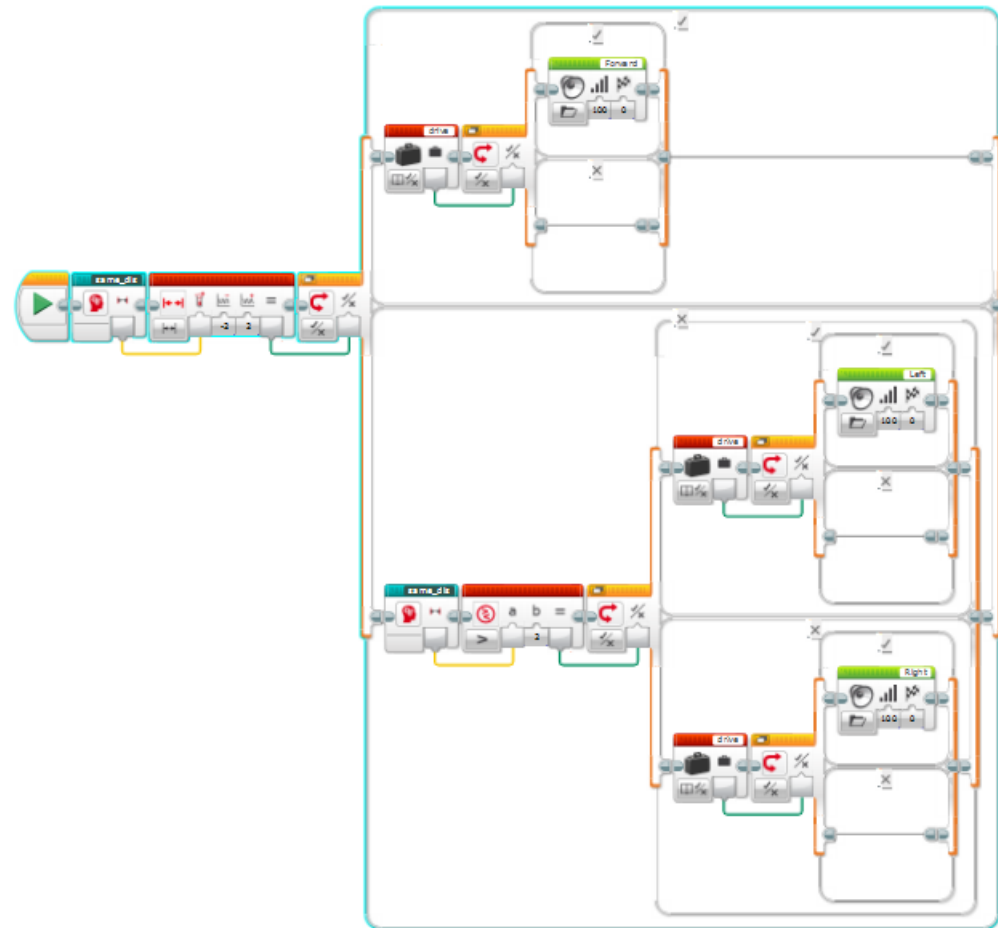 Forward
100 0
drive
same_dis
-2 2 =
Left
100 0
drive
same_dis
a b =
> 2
Right
100 0
drive